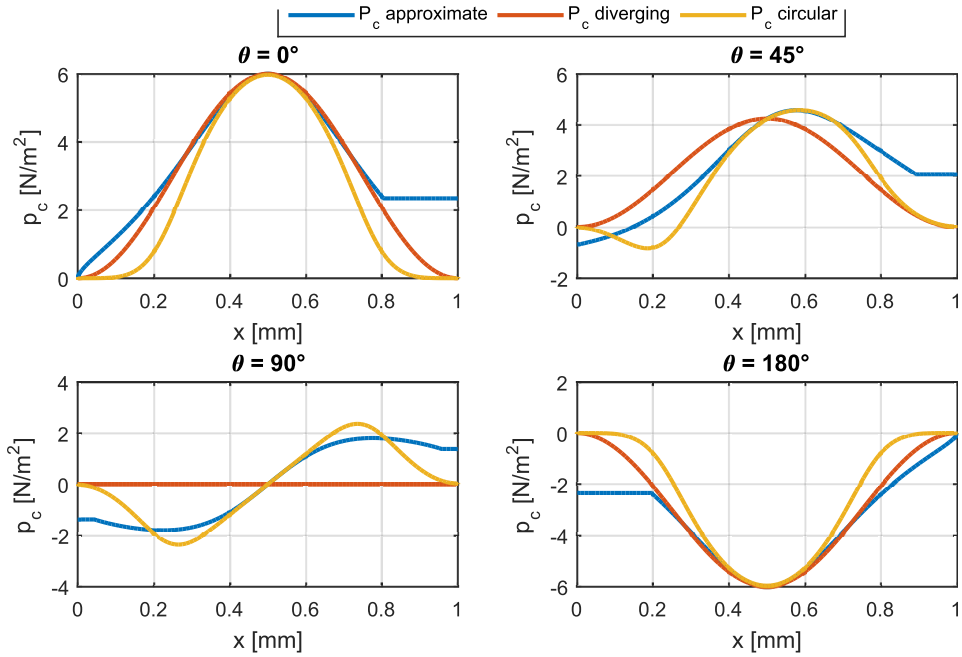 P_c approximate P_c diverging P_c circular
θ = 0°
6
4
2
0
p_c [N/m^2]
0 0.2 0.4 0.6 0.8 1
x [mm]
θ = 45°
6
4
2
0
-2
p_c [N/m^2]
0 0.2 0.4 0.6 0.8 1
x [mm]
θ = 90°
4
2
0
-2
-4
p_c [N/m^2]
0 0.2 0.4 0.6 0.8 1
x [mm]
θ = 180°
2
0
-2
-4
-6
p_c [N/m^2]
0 0.2 0.4 0.6 0.8 1
x [mm]